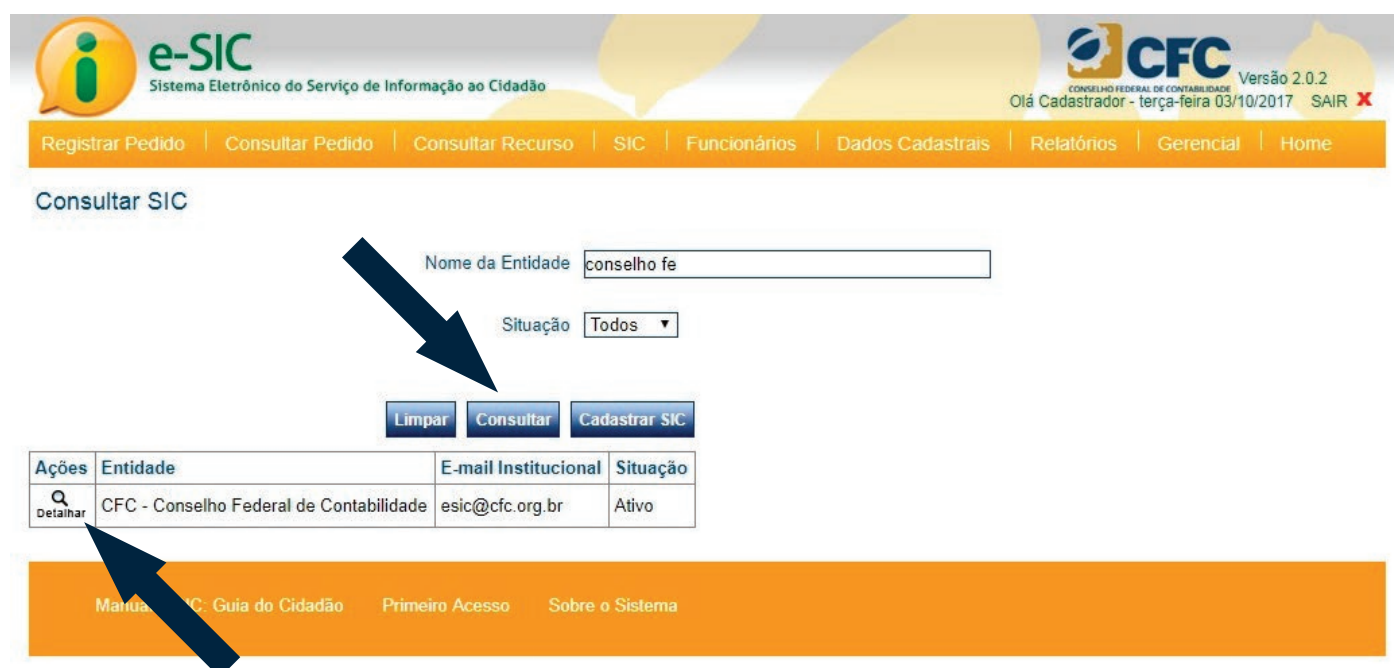 e-SIC
Sistema Eletrônico do Serviço de Informação ao Cidadão
CFC
CONSELHO FEDERAL DE CONTABILIDADE
Versão 2.0.2
Olá Cadastrador - terça-feira 03/10/2017 SAIR X
Registrar Pedido | Consultar Pedido | Consultar Recurso | SIC | Funcionários | Dados Cadastrais | Relatórios | Gerencial | Home
Consultar SIC
Nome da Entidade conselho fe
Situação Todos
Limpar Consultar Cadastrar SIC
Ações Entidade E-mail Institucional Situação
Detalhar CFC - Conselho Federal de Contabilidade esic@cfc.org.br Ativo
Guia do Cidadão Primeiro Acesso Sobre o Sistema